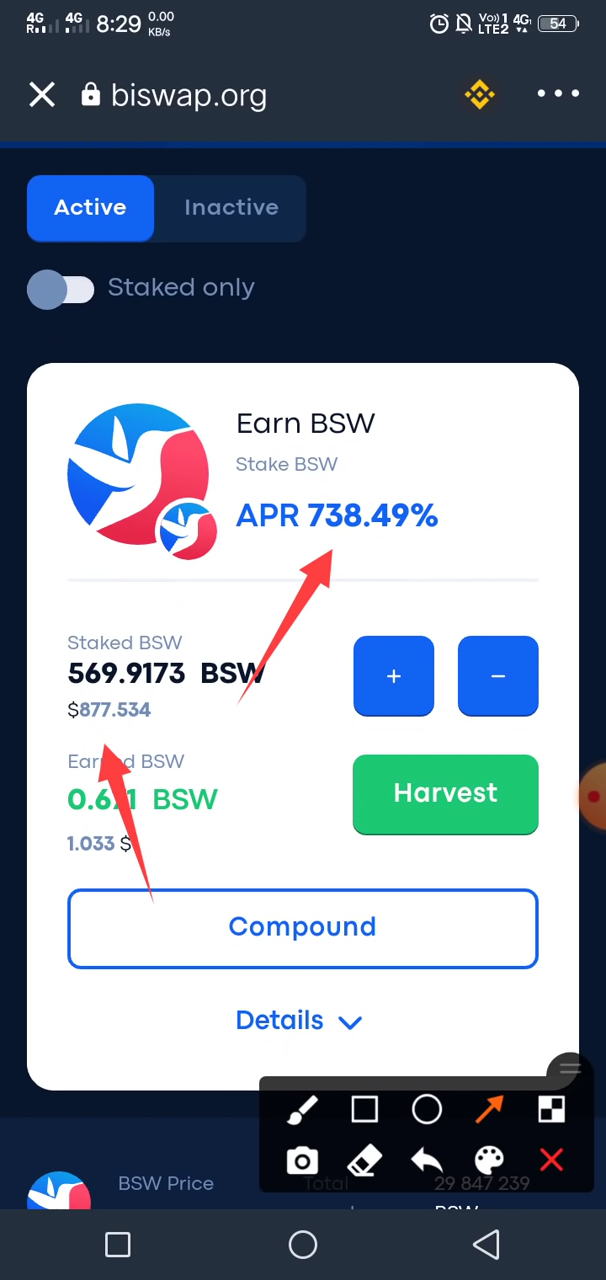 4G
R
4G
8:29
0.00
KB/s
Vo))1
LTE2
4G
54
biswap.org
Active
Inactive
Staked only
Earn BSW
Stake BSW
APR 738.49%
Staked BSW
569.9173 BSW
$877.534
BSW
BSW
1.033 $
Harvest
Compound
Details
BSW Price
Total
29 847 239